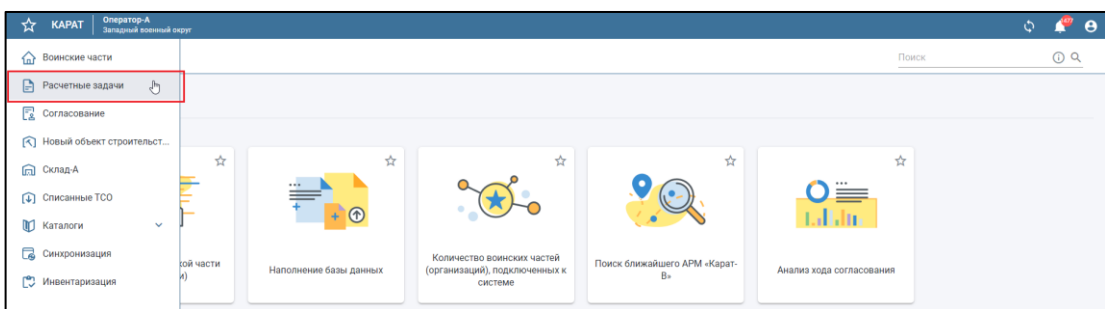 КАРАТ
Оператор-А
Западный военный округ
Воинские части
Поиск
Расчетные задачи
Согласование
Новый объект строительст...
Склад-А
Списанные ТСО
Каталоги
Синхронизация
Инвентаризация
кой части
и)
Наполнение базы данных
Количество воинских частей
(организаций), подключенных к
системе
Поиск ближайшего АРМ «Карат-
В»
Анализ хода согласования